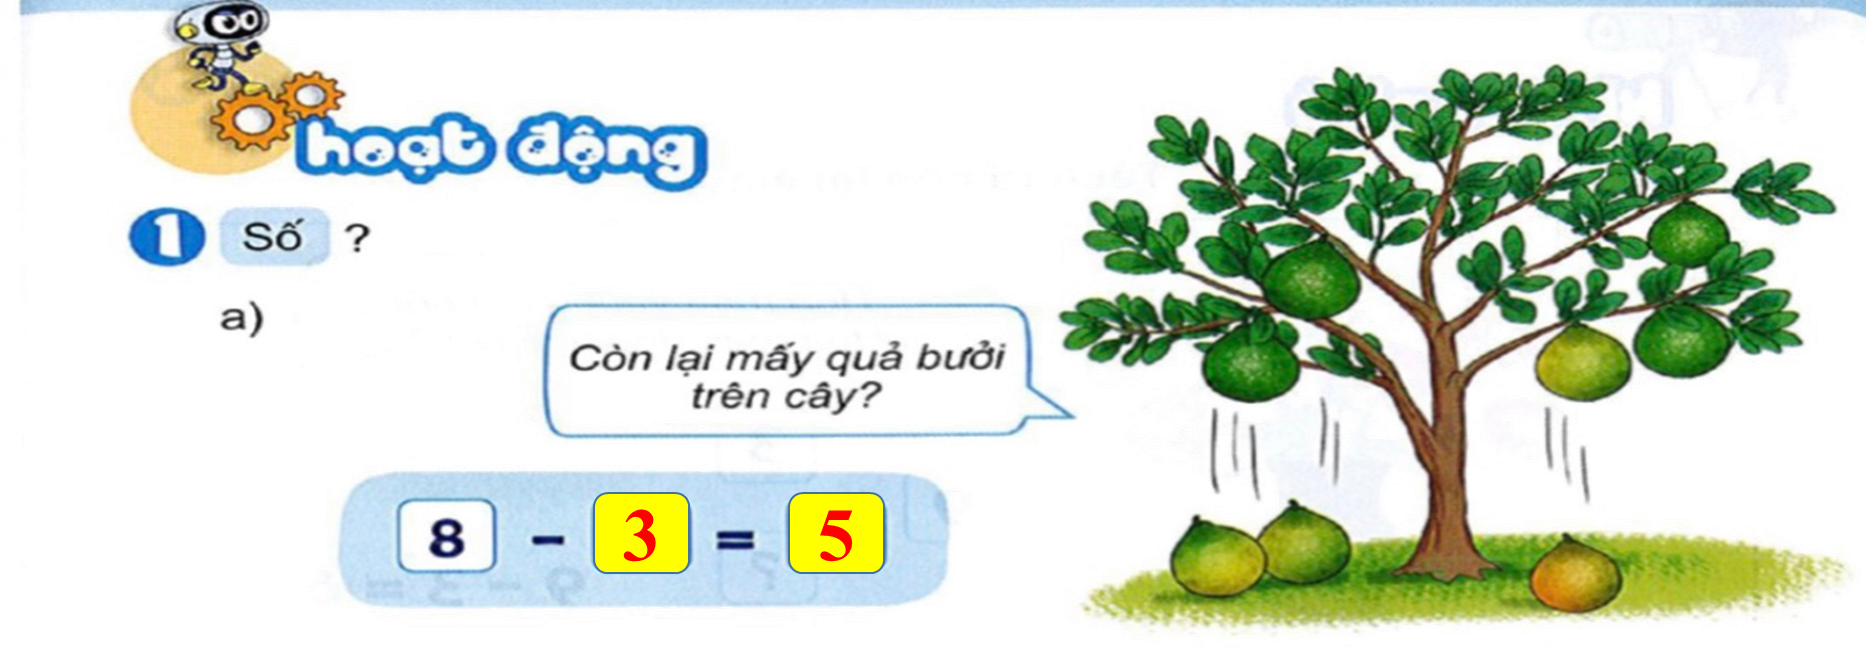 hoạt động
1 Số ?
a)
Còn lại mấy quả bưởi
trên cây?
8 - 3 = 5